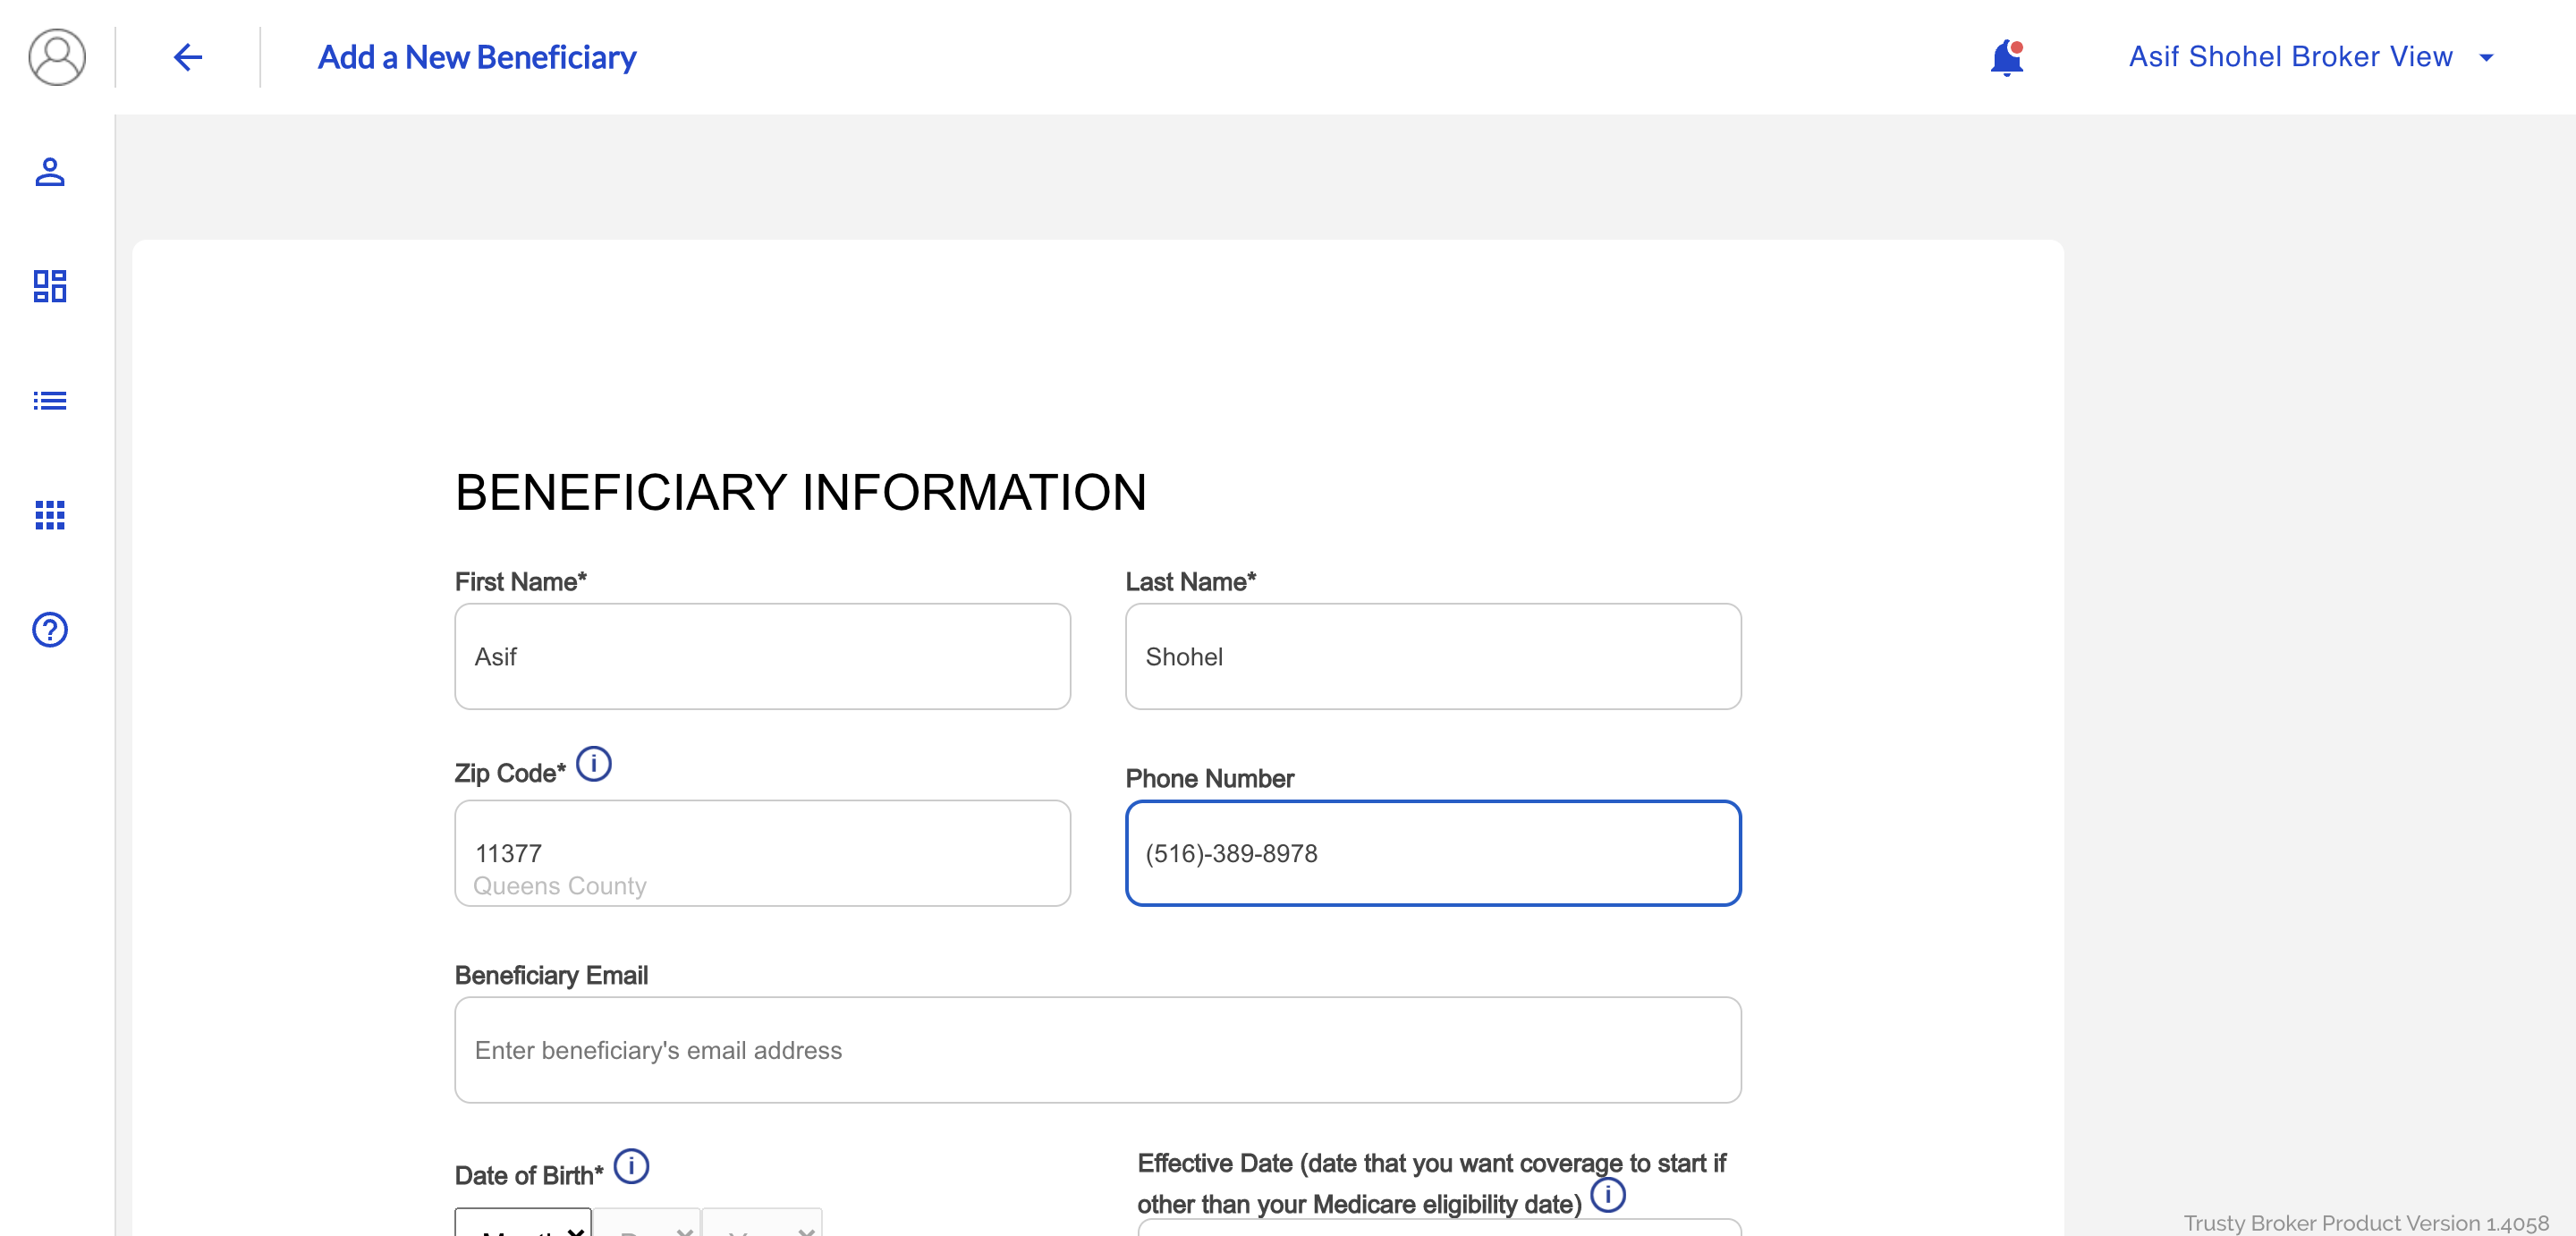 Add a New Beneficiary
Asif Shohel Broker View
BENEFICIARY INFORMATION
First Name*
Last Name*
Asif
Shohel
Zip Code*
Phone Number
11377
Queens County
(516)-389-8978
Beneficiary Email
Enter beneficiary's email address
Date of Birth*
Effective Date (date that you want coverage to start if
other than your Medicare eligibility date)
Trusty Broker Product Version 1.4058